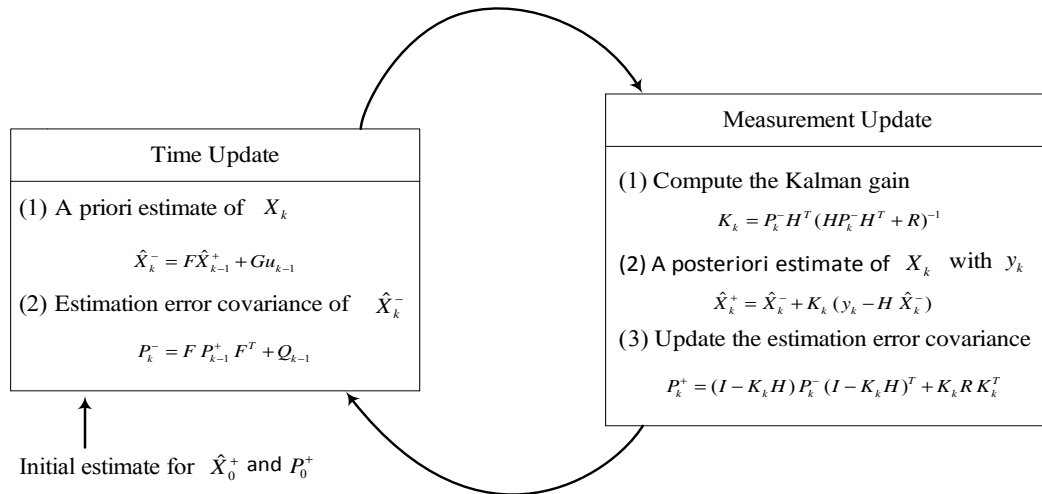 Time Update
(1) A priori estimate of X_k
X̂_k^- = F X̂_{k-1}^+ + G u_{k-1}
(2) Estimation error covariance of X̂_k^-
P_k^- = F P_{k-1}^+ F^T + Q_{k-1}
Initial estimate for X̂_0^+ and P_0^+
Measurement Update
(1) Compute the Kalman gain
K_k = P_k^- H^T (H P_k^- H^T + R)^{-1}
(2) A posteriori estimate of X_k with y_k
X̂_k^+ = X̂_k^- + K_k (y_k − H X̂_k^-)
(3) Update the estimation error covariance
P_k^+ = (I − K_k H) P_k^- (I − K_k H)^T + K_k R K_k^T